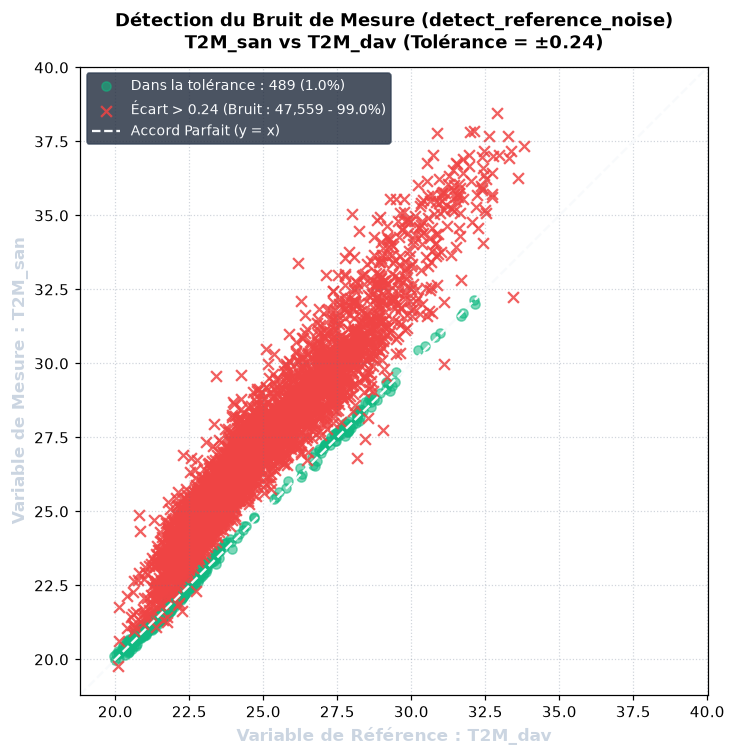 Détection du Bruit de Mesure (detect_reference_noise)
T2M_san vs T2M_dav (Tolérance = ±0.24)
Dans la tolérance : 489 (1.0%)
Écart > 0.24 (Bruit : 47,559 - 99.0%)
Accord Parfait (y = x)
Variable de Mesure : T2M_san
40.0
37.5
35.0
32.5
30.0
27.5
25.0
22.5
20.0
20.0 22.5 25.0 27.5 30.0 32.5 35.0 37.5 40.0
Variable de Référence : T2M_dav